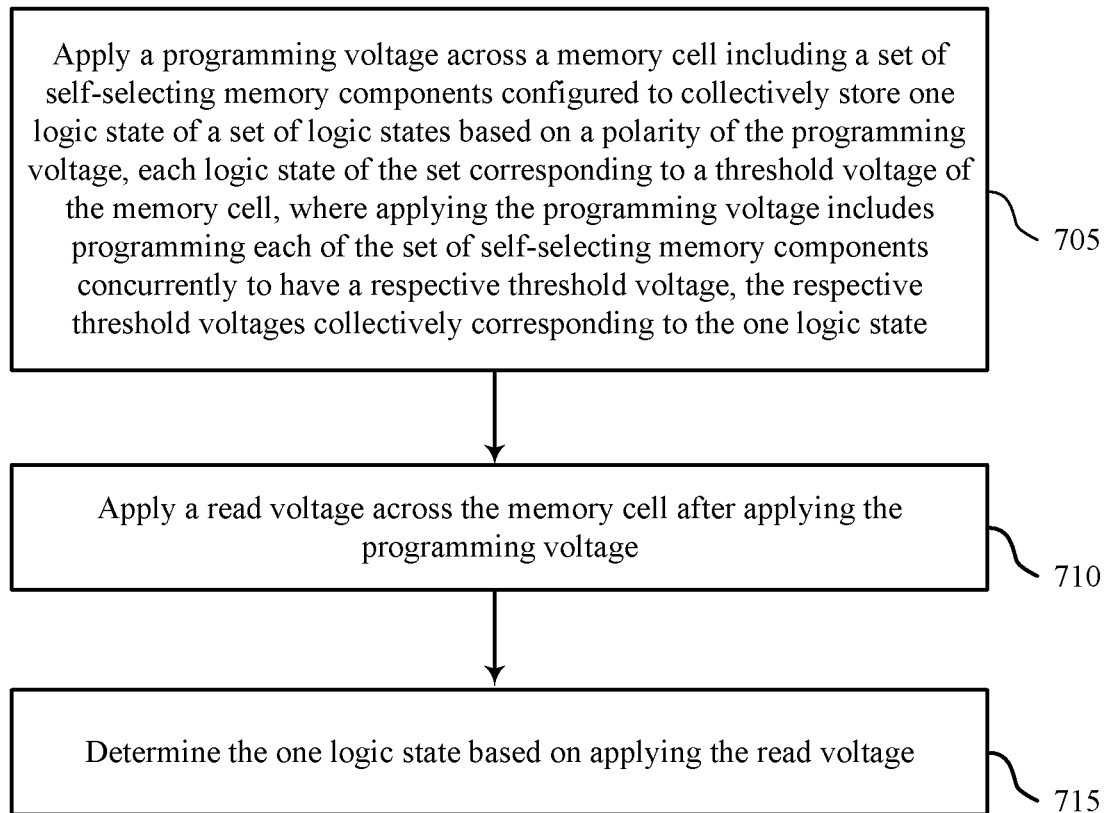 Apply a programming voltage across a memory cell including a set of
self-selecting memory components configured to collectively store one
logic state of a set of logic states based on a polarity of the programming
voltage, each logic state of the set corresponding to a threshold voltage of
the memory cell, where applying the programming voltage includes
programming each of the set of self-selecting memory components
concurrently to have a respective threshold voltage, the respective
threshold voltages collectively corresponding to the one logic state
705
Apply a read voltage across the memory cell after applying the
programming voltage
710
Determine the one logic state based on applying the read voltage
715